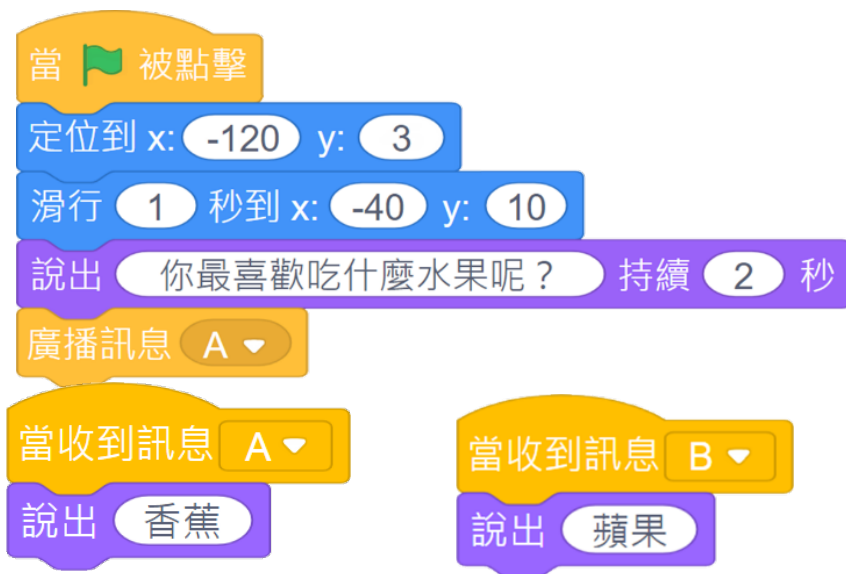 當 被點擊
定位到 x: -120 y: 3
滑行 1 秒到 x: -40 y: 10
說出 你最喜歡吃什麼水果呢？ 持續 2 秒
廣播訊息 A
當收到訊息 A
說出 香蕉
當收到訊息 B
說出 蘋果